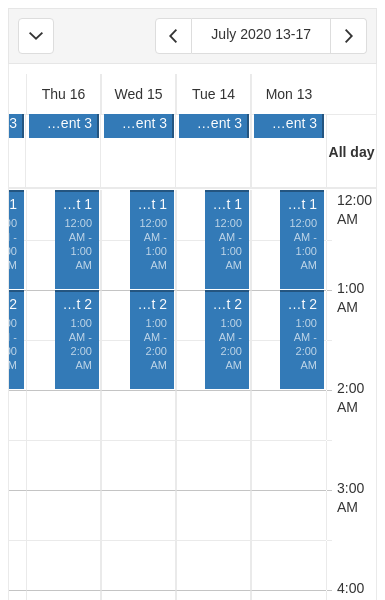 July 2020 13-17
Thu 16 Wed 15 Tue 14 Mon 13
3 …ent 3 …ent 3 …ent 3 …ent 3
All day
1 …t 1 …t 1 …t 1 …t 1 12:00
12:00 12:00 12:00 12:00 AM
AM - AM - AM - AM -
1:00 1:00 1:00 1:00
AM AM AM AM
1:00
2 …t 2 …t 2 …t 2 …t 2 AM
1:00 1:00 1:00 1:00
AM - AM - AM - AM -
2:00 2:00 2:00 2:00
AM AM AM AM
2:00
AM
3:00
AM
4:00